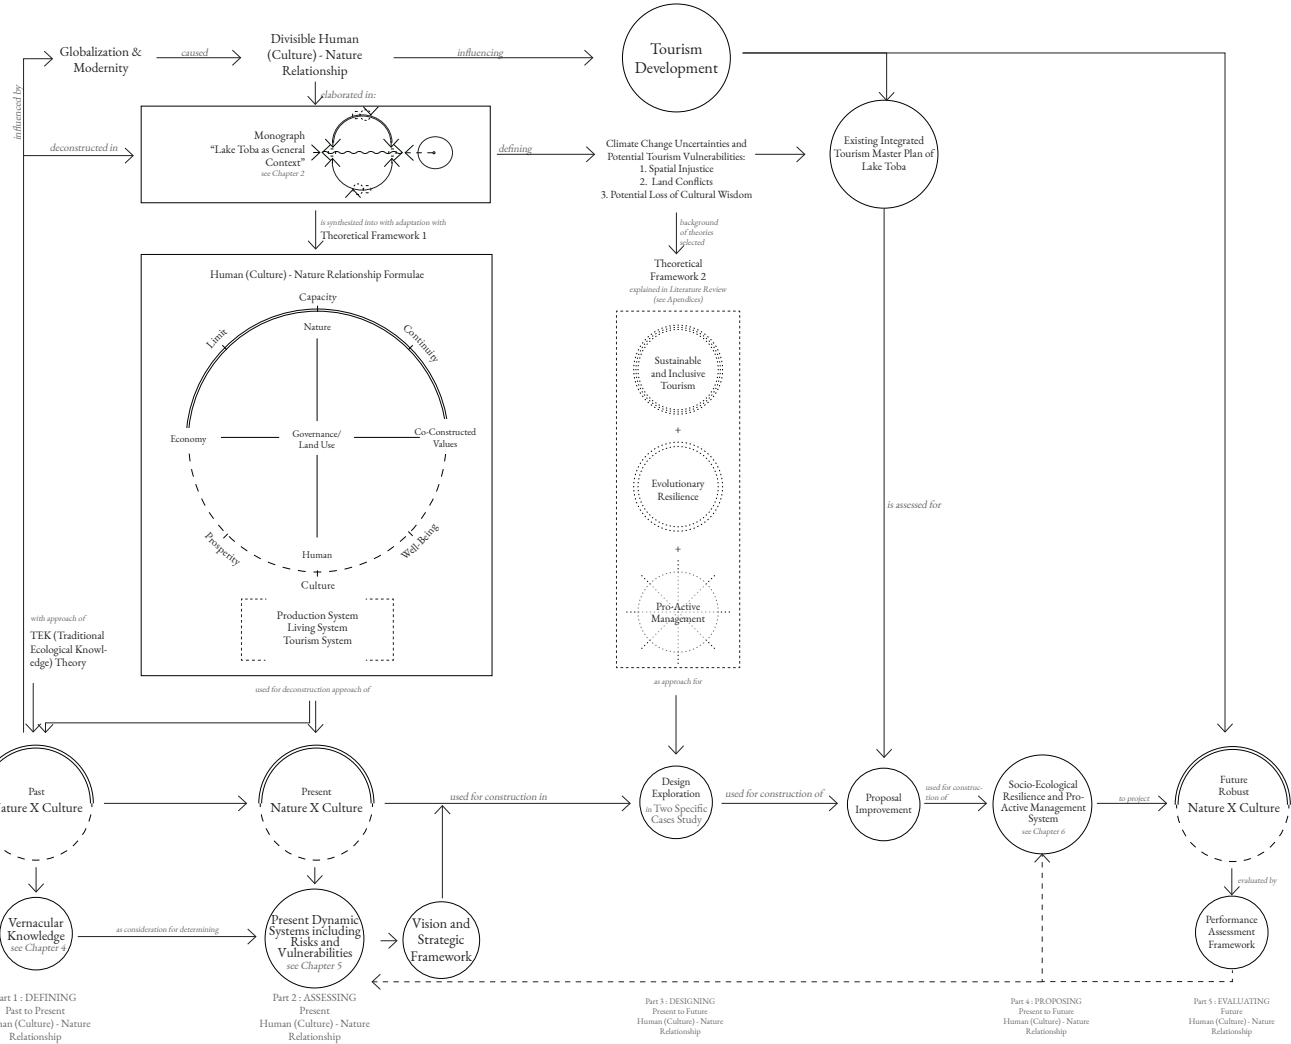 Globalization &
Modernity
caused
Divisible Human
(Culture) - Nature
Relationship
influencing
Tourism
Development
influenced by
elaborated in:
deconstructed in
Monograph
“Lake Toba as General
Context”
see Chapter 2
defining
Climate Change Uncertainties and
Potential Tourism Vulnerabilities:
1. Spatial Injustice
2. Land Conflicts
3. Potential Loss of Cultural Wisdom
Existing Integrated
Tourism Master Plan of
Lake Toba
is synthesized into with adaptation with
Theoretical Framework 1
background
of theories
selected
Theoretical
Framework 2
explained in Literature Review
(see Apendices)
Human (Culture) - Nature Relationship Formulae
Capacity
Nature
Limit
Continuity
Economy
Governance/
Land Use
Co-Constructed
Values
Prosperity
Well-Being
Human
Culture
Production System
Living System
Tourism System
Sustainable
and Inclusive
Tourism
+
Evolutionary
Resilience
+
Pro-Active
Management
is assessed for
with approach of
TEK (Traditional
Ecological Knowl-
edge) Theory
used for deconstruction approach of
as approach for
Past
ature X Culture
Present
Nature X Culture
used for construction in
Design
Exploration
in Two Specific
Cases Study
used for construction of
Proposal
Improvement
used for construc-
tion of
Socio-Ecological
Resilience and Pro-
Active Management
System
see Chapter 6
to project
Future
Robust
Nature X Culture
evaluated by
Vernacular
Knowledge
see Chapter 4
as consideration for determining
Present Dynamic
Systems including
Risks and
Vulnerabilities
see Chapter 5
Vision and
Strategic
Framework
Performance
Assessment
Framework
art 1 : DEFINING
Past to Present
an (Culture) - Nature
Relationship
Part 2 : ASSESSING
Present
Human (Culture) - Nature
Relationship
Part 3 : DESIGNING
Present to Future
Human (Culture) - Nature
Relationship
Part 4 : PROPOSING
Present to Future
Human (Culture) - Nature
Relationship
Part 5 : EVALUATING
Future
Human (Culture) - Nature
Relationship